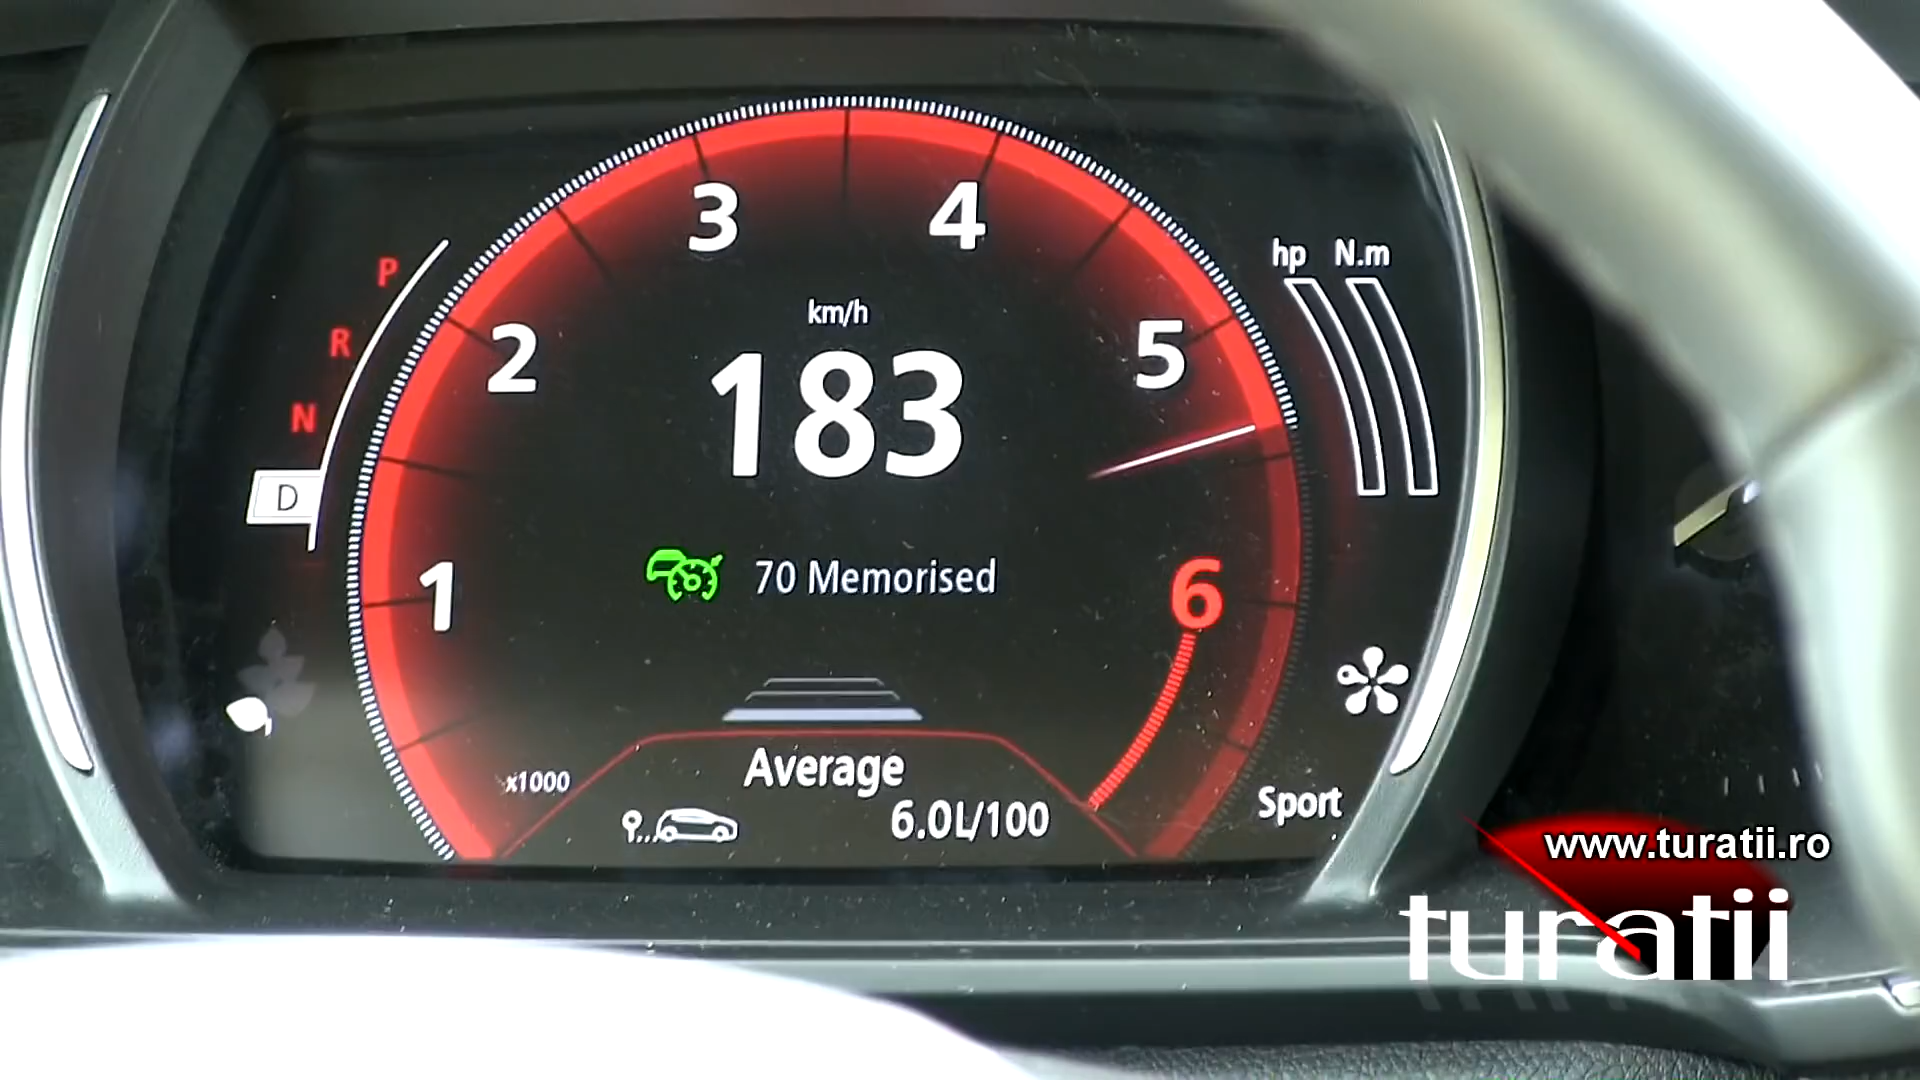 hp N.m
P
R
N
D
3
4
2
5
1
6
km/h
183
70 Memorised
x1000
Average
6.0L/100
Sport
www.turatii.ro
turatii